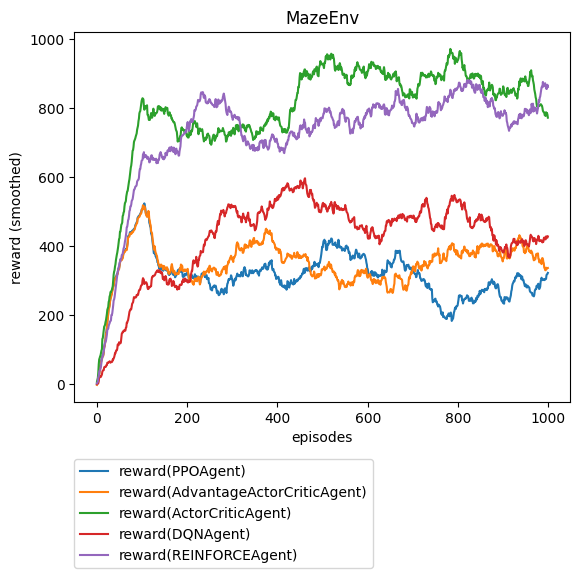 MazeEnv
1000
800
600
400
200
0
reward (smoothed)
0 200 400 600 800 1000
episodes
reward(PPOAgent)
reward(AdvantageActorCriticAgent)
reward(ActorCriticAgent)
reward(DQNAgent)
reward(REINFORCEAgent)